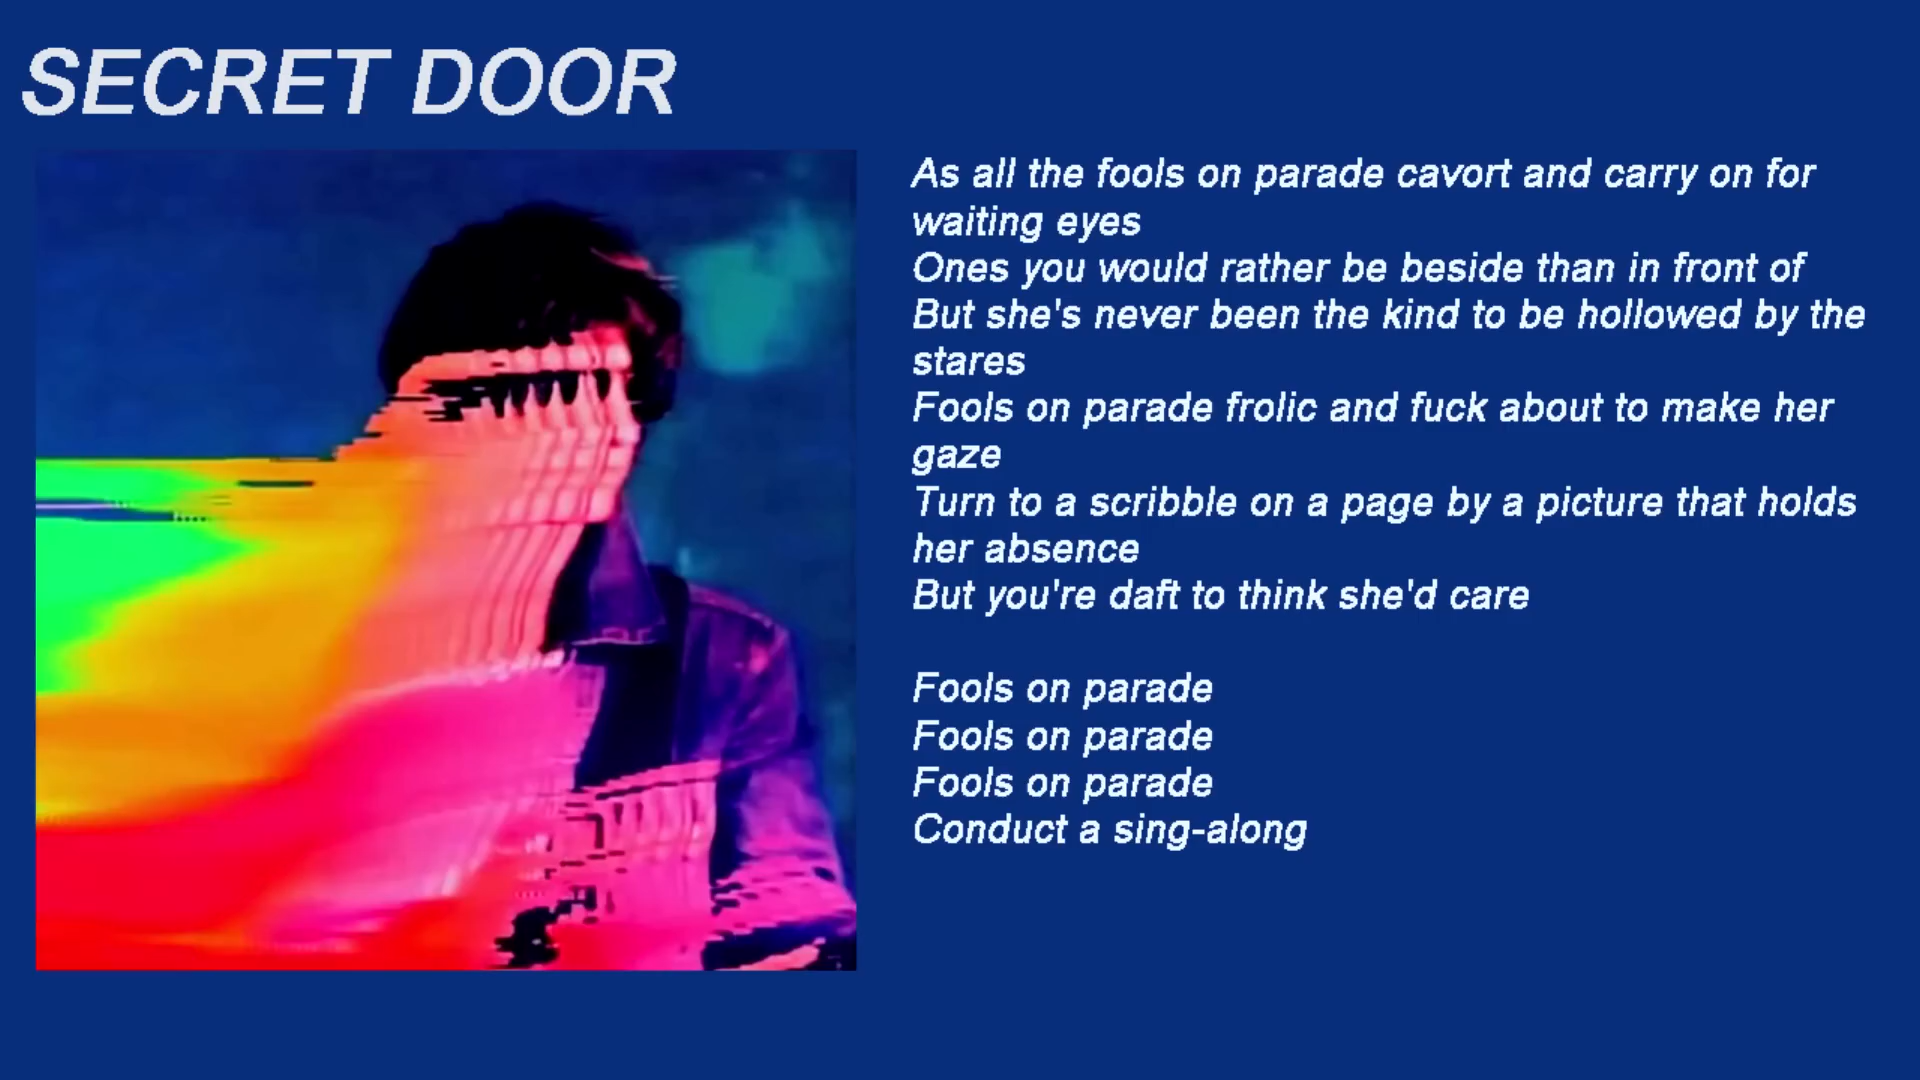 SECRET DOOR
As all the fools on parade cavort and carry on for
waiting eyes
Ones you would rather be beside than in front of
But she's never been the kind to be hollowed by the
stares
Fools on parade frolic and fuck about to make her
gaze
Turn to a scribble on a page by a picture that holds
her absence
But you're daft to think she'd care
Fools on parade
Fools on parade
Fools on parade
Conduct a sing-along